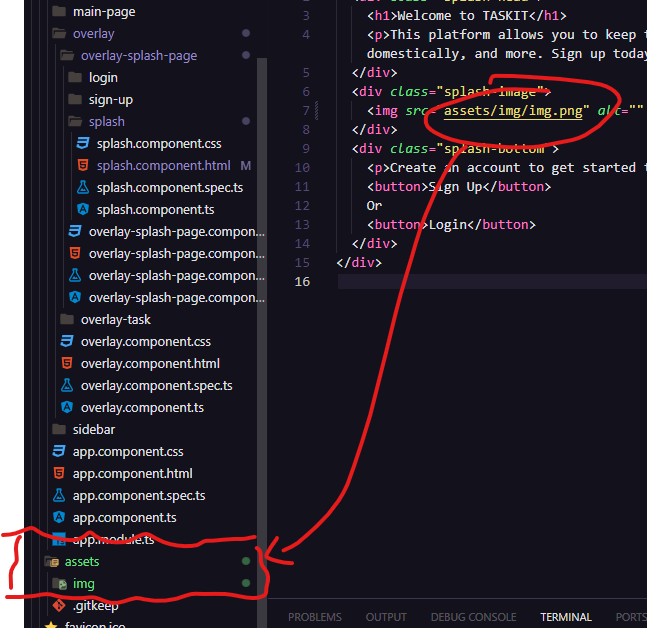 main-page
overlay
overlay-splash-page
login
sign-up
splash
splash.component.css
splash.component.html M
splash.component.spec.ts
splash.component.ts
overlay-splash-page.compon...
overlay-splash-page.compon...
overlay-splash-page.compon...
overlay-splash-page.compon...
overlay-task
overlay.component.css
overlay.component.html
overlay.component.spec.ts
overlay.component.ts
sidebar
app.component.css
app.component.html
app.component.spec.ts
app.component.ts
app.module.ts
assets
img
.gitkeep
favicon.ico
3 <h1>Welcome to TASKIT</h1>
4 <p>This platform allows you to keep t
domestically, and more. Sign up today
5 </div>
6 <div class="splash-image">
7 <img src="assets/img/img.png" alt=""
8 </div>
9 <div class="splash-bottom">
10 <p>Create an account to get started t
11 <button>Sign Up</button>
12 Or
13 <button>Login</button>
14 </div>
15 </div>
16
PROBLEMS OUTPUT DEBUG CONSOLE TERMINAL PORTS